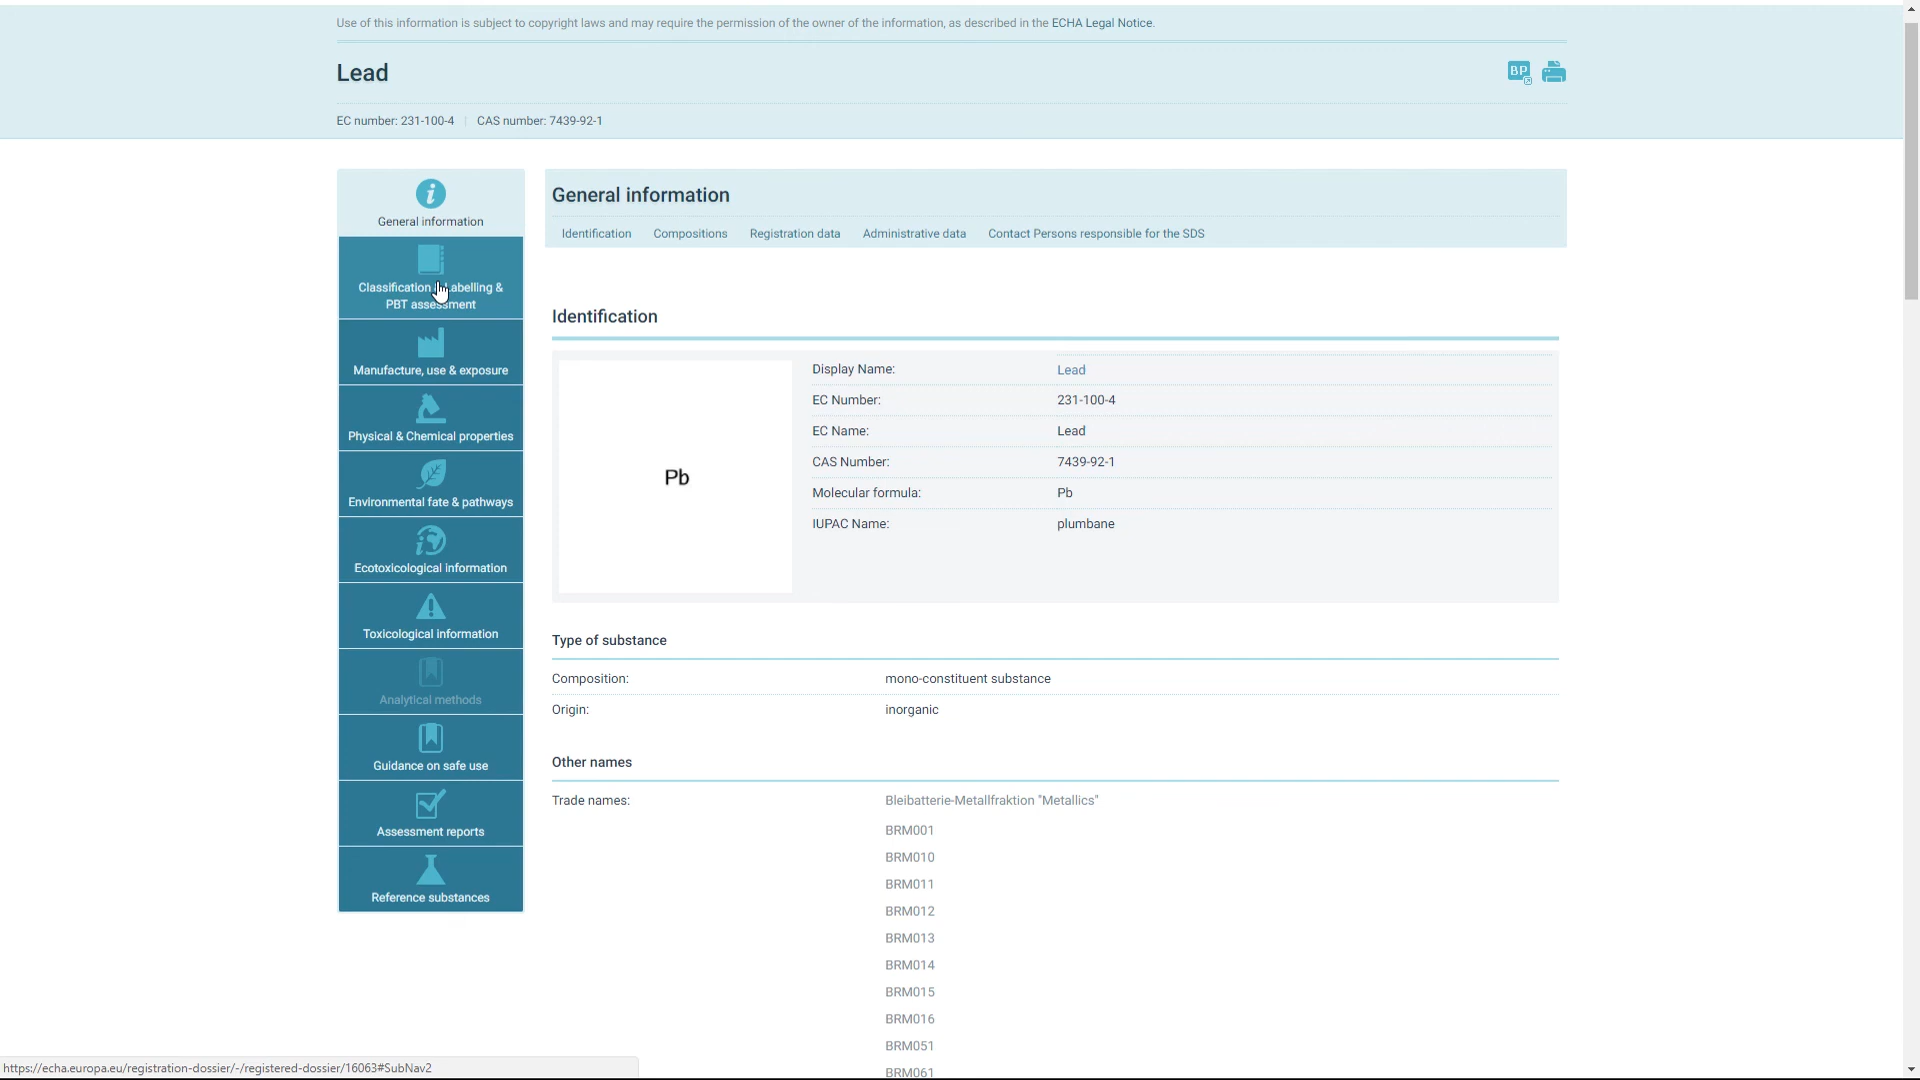 Use of this information is subject to copyright laws and may require the permission of the owner of the information, as described in the ECHA Legal Notice.
Lead
BP
EC number: 231-100-4 | CAS number: 7439-92-1
General information
Classification Labelling &
PBT assessment
Manufacture, use & exposure
Physical & Chemical properties
Environmental fate & pathways
Ecotoxicological information
Toxicological information
Analytical methods
Guidance on safe use
Assessment reports
Reference substances
General information
Identification Compositions Registration data Administrative data Contact Persons responsible for the SDS
Identification
Pb
Display Name: Lead
EC Number: 231-100-4
EC Name: Lead
CAS Number: 7439-92-1
Molecular formula: Pb
IUPAC Name: plumbane
Type of substance
Composition: mono-constituent substance
Origin: inorganic
Other names
Trade names: Bleibatterie-Metallfraktion "Metallics"
BRM001
BRM010
BRM011
BRM012
BRM013
BRM014
BRM015
BRM016
BRM051
BRM061
https://echa.europa.eu/registration-dossier/-/registered-dossier/16063#SubNav2